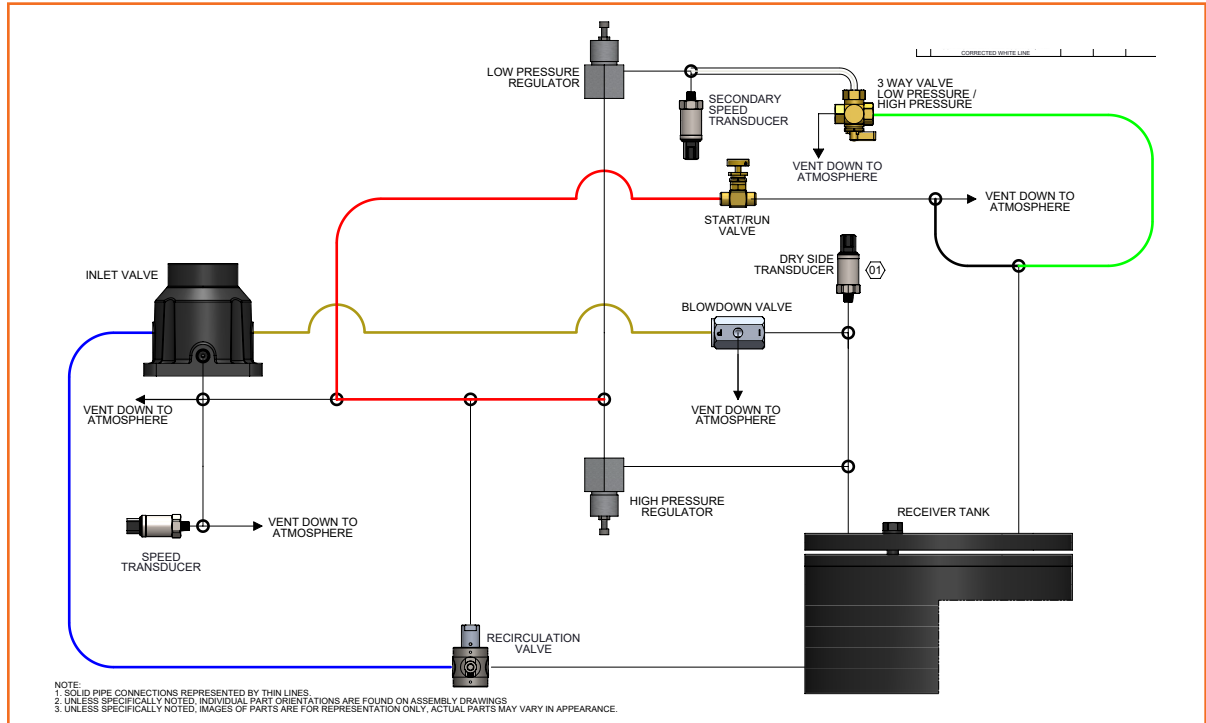 CORRECTED WHITE LINE
LOW PRESSURE
REGULATOR
SECONDARY
SPEED
TRANSDUCER
3 WAY VALVE
LOW PRESSURE /
HIGH PRESSURE
VENT DOWN TO
ATMOSPHERE
START/RUN
VALVE
VENT DOWN TO
ATMOSPHERE
DRY SIDE
TRANSDUCER
01
INLET VALVE
BLOWDOWN VALVE
VENT DOWN TO
ATMOSPHERE
VENT DOWN TO
ATMOSPHERE
HIGH PRESSURE
REGULATOR
RECEIVER TANK
VENT DOWN TO
ATMOSPHERE
SPEED
TRANSDUCER
RECIRCULATION
VALVE
NOTE:
1. SOLID PIPE CONNECTIONS REPRESENTED BY THIN LINES.
2. UNLESS SPECIFICALLY NOTED, INDIVIDUAL PART ORIENTATIONS ARE FOUND ON ASSEMBLY DRAWINGS
3. UNLESS SPECIFICALLY NOTED, IMAGES OF PARTS ARE FOR REPRESENTATION ONLY, ACTUAL PARTS MAY VARY IN APPEARANCE.